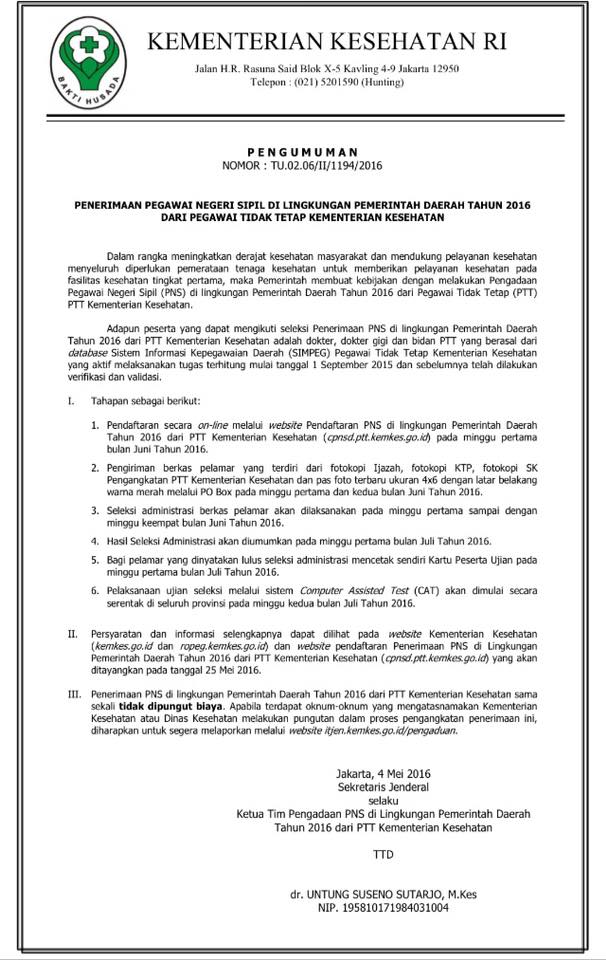 KEMENTERIAN KESEHATAN RI
Jalan H.R. Rasuna Said Blok X-5 Kavling 4-9 Jakarta 12950
Telepon : (021) 5201590 (Hunting)
BAKTI HUSADA
P E N G U M U M A N
NOMOR : TU.02.06/II/1194/2016
PENERIMAAN PEGAWAI NEGERI SIPIL DI LINGKUNGAN PEMERINTAH DAERAH TAHUN 2016
DARI PEGAWAI TIDAK TETAP KEMENTERIAN KESEHATAN
Dalam rangka meningkatkan derajat kesehatan masyarakat dan mendukung pelayanan kesehatan
menyeluruh diperlukan pemerataan tenaga kesehatan untuk memberikan pelayanan kesehatan pada
fasilitas kesehatan tingkat pertama, maka Pemerintah membuat kebijakan dengan melakukan Pengadaan
Pegawai Negeri Sipil (PNS) di lingkungan Pemerintah Daerah Tahun 2016 dari Pegawai Tidak Tetap (PTT)
PTT Kementerian Kesehatan.
Adapun peserta yang dapat mengikuti seleksi Penerimaan PNS di lingkungan Pemerintah Daerah
Tahun 2016 dari PTT Kementerian Kesehatan adalah dokter, dokter gigi dan bidan PTT yang berasal dari
database Sistem Informasi Kepegawaian Daerah (SIMPEG) Pegawai Tidak Tetap Kementerian Kesehatan
yang aktif melaksanakan tugas terhitung mulai tanggal 1 September 2015 dan sebelumnya telah dilakukan
verifikasi dan validasi.
I. Tahapan sebagai berikut:
1. Pendaftaran secara on-line melalui website Pendaftaran PNS di lingkungan Pemerintah Daerah
Tahun 2016 dari PTT Kementerian Kesehatan (cpnsd.ptt.kemkes.go.id) pada minggu pertama
bulan Juni Tahun 2016.
2. Pengiriman berkas pelamar yang terdiri dari fotokopi Ijazah, fotokopi KTP, fotokopi SK
Pengangkatan PTT Kementerian Kesehatan dan pas foto terbaru ukuran 4x6 dengan latar belakang
warna merah melalui PO Box pada minggu pertama dan kedua bulan Juni Tahun 2016.
3. Seleksi administrasi berkas pelamar akan dilaksanakan pada minggu pertama sampai dengan
minggu keempat bulan Juni Tahun 2016.
4. Hasil Seleksi Administrasi akan diumumkan pada minggu pertama bulan Juli Tahun 2016.
5. Bagi pelamar yang dinyatakan lulus seleksi administrasi mencetak sendiri Kartu Peserta Ujian pada
minggu pertama bulan Juli Tahun 2016.
6. Pelaksanaan ujian seleksi melalui sistem Computer Assisted Test (CAT) akan dimulai secara
serentak di seluruh provinsi pada minggu kedua bulan Juli Tahun 2016.
II. Persyaratan dan informasi selengkapnya dapat dilihat pada website Kementerian Kesehatan
(kemkes.go.id dan ropeg.kemkes.go.id) dan website pendaftaran Penerimaan PNS di Lingkungan
Pemerintah Daerah Tahun 2016 dari PTT Kementerian Kesehatan (cpnsd.ptt.kemkes.go.id) yang akan
ditayangkan pada tanggal 25 Mei 2016.
III. Penerimaan PNS di lingkungan Pemerintah Daerah Tahun 2016 dari PTT Kementerian Kesehatan sama
sekali tidak dipungut biaya. Apabila terdapat oknum-oknum yang mengatasnamakan Kementerian
Kesehatan atau Dinas Kesehatan melakukan pungutan dalam proses pengangkatan penerimaan ini,
diharapkan untuk segera melaporkan melalui website itjen.kemkes.go.id/pengaduan.
Jakarta, 4 Mei 2016
Sekretaris Jenderal
selaku
Ketua Tim Pengadaan PNS di Lingkungan Pemerintah Daerah
Tahun 2016 dari PTT Kementerian Kesehatan
TTD
dr. UNTUNG SUSENO SUTARJO, M.Kes
NIP. 195810171984031004